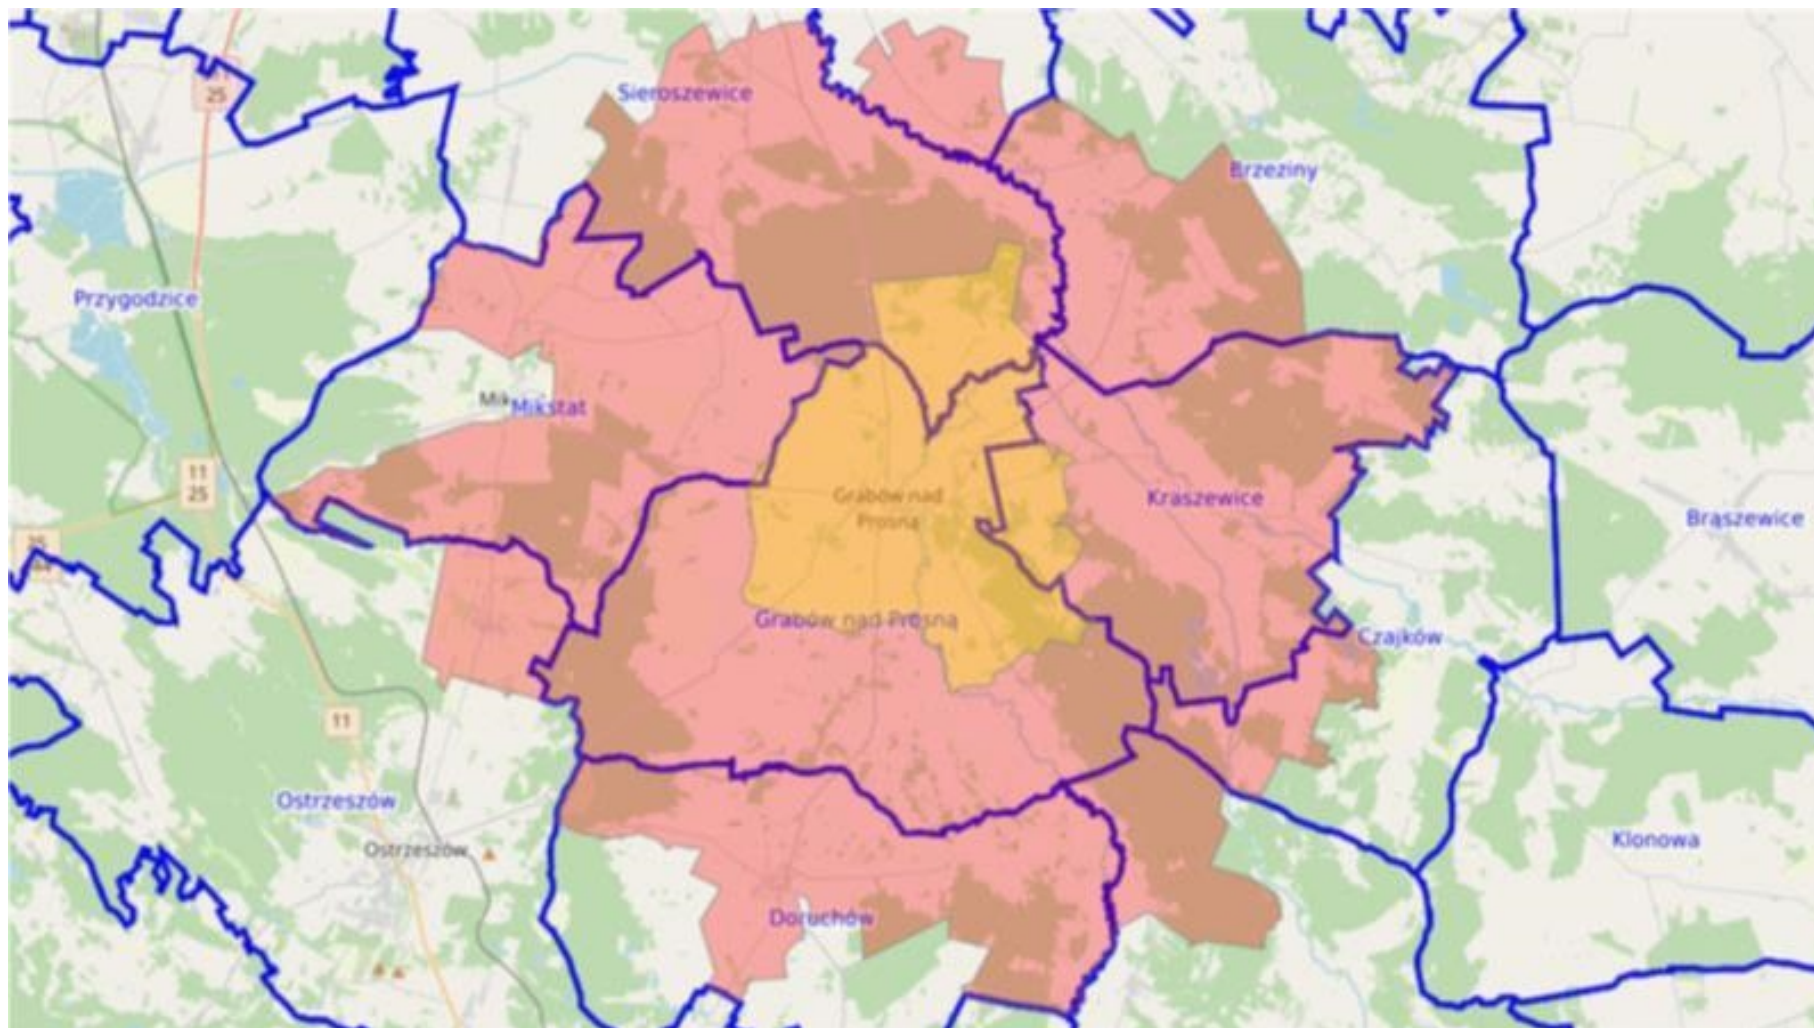 25
Sieroszewice
Brzeziny
Przygodzice
Mikstat
11
25
Grabów nad
Prosną
Kraszewice
Brąszewice
25
Grabów nad Prosną
Czajków
11
Ostrzeszów
Ostrzeszów
Klonowa
Doruchów